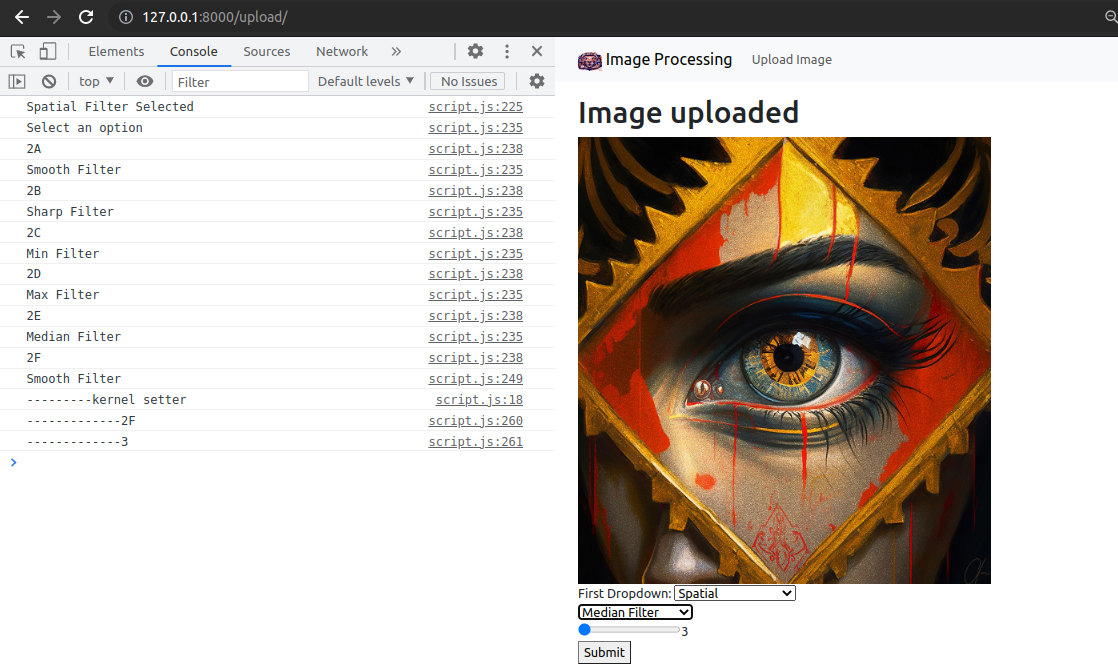 127.0.0.1:8000/upload/
Elements Console Sources Network
top Filter Default levels No Issues
Spatial Filter Selected script.js:225
Select an option script.js:235
2A script.js:238
Smooth Filter script.js:235
2B script.js:238
Sharp Filter script.js:235
2C script.js:238
Min Filter script.js:235
2D script.js:238
Max Filter script.js:235
2E script.js:238
Median Filter script.js:235
2F script.js:238
Smooth Filter script.js:249
---------kernel setter script.js:18
-------------2F script.js:260
-------------3 script.js:261
Image Processing Upload Image
Image uploaded
First Dropdown: Spatial
Median Filter
3
Submit